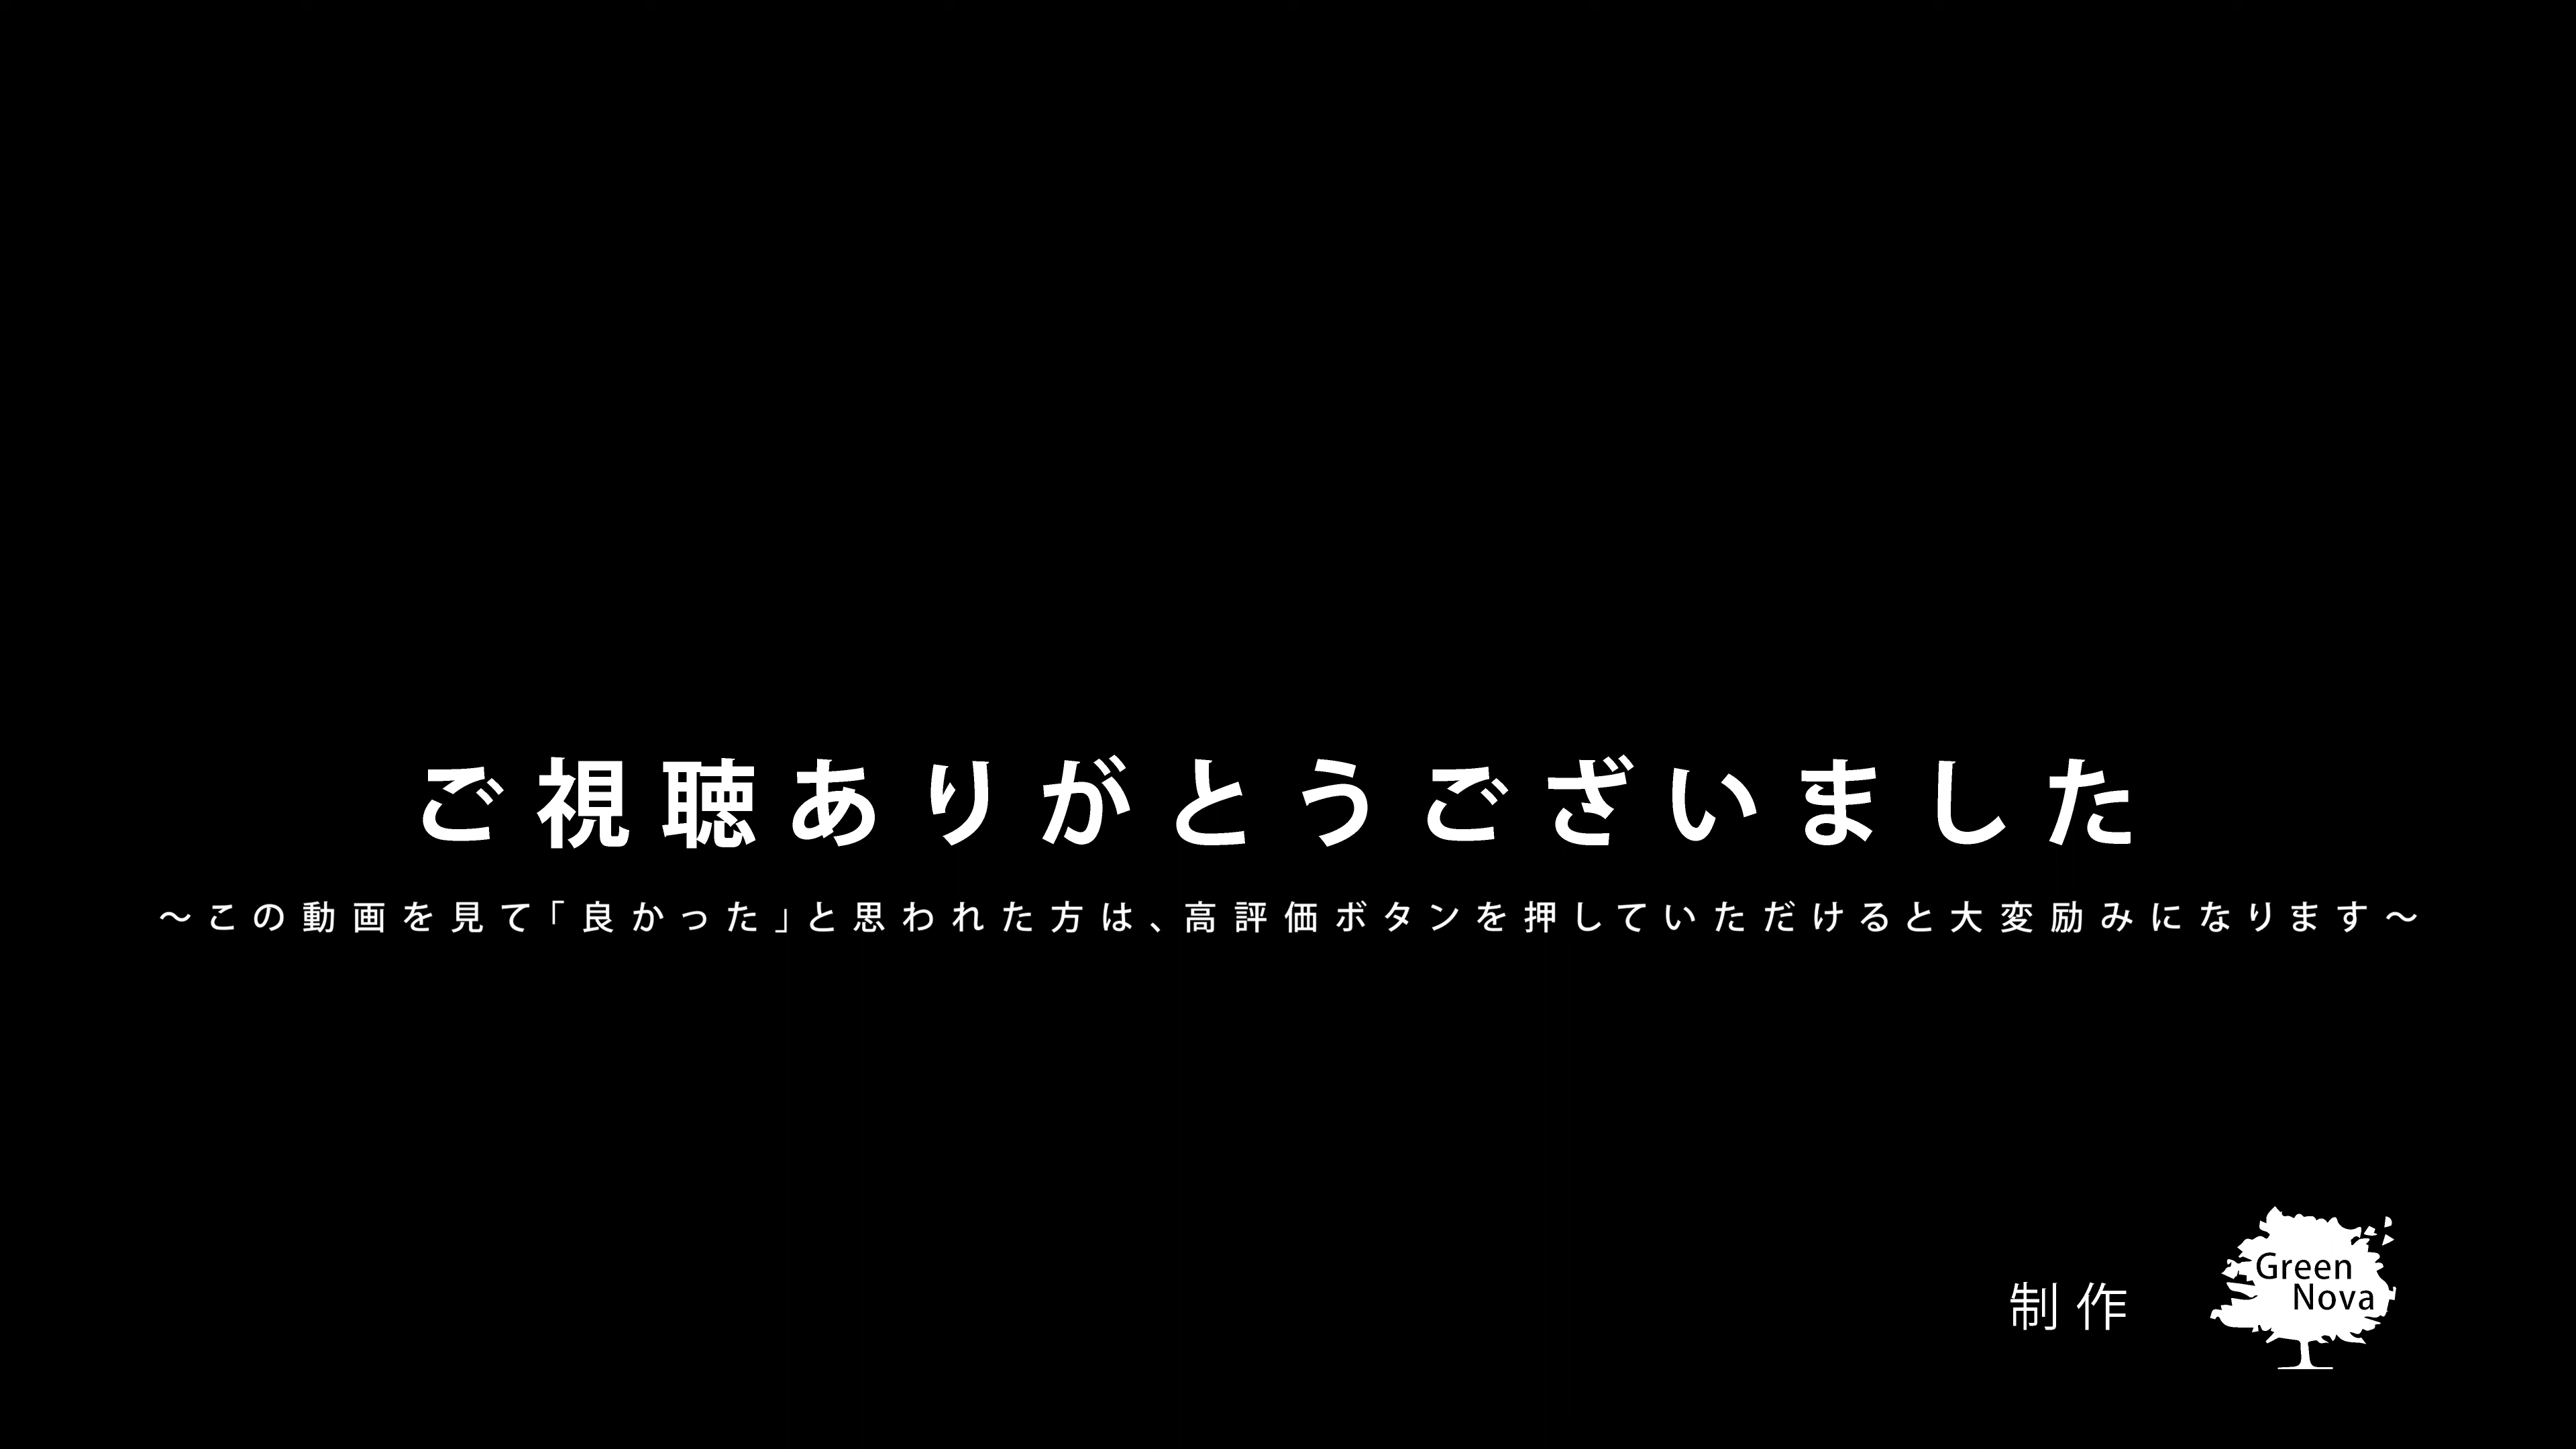 ご視聴ありがとうございました
～この動画を見て「良かった」と思われた方は、高評価ボタンを押していただけると大変励みになります～
制作
Green
Nova